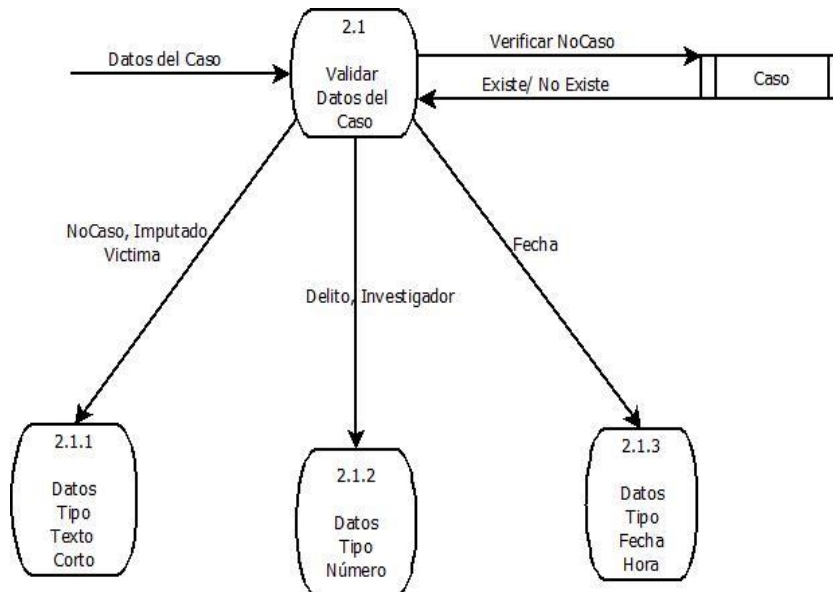 2.1
Validar
Datos del
Caso
Datos del Caso
Verificar NoCaso
Existe/ No Existe
Caso
NoCaso, Imputado
Victima
Delito, Investigador
Fecha
2.1.1
Datos
Tipo
Texto
Corto
2.1.2
Datos
Tipo
Número
2.1.3
Datos
Tipo
Fecha
Hora